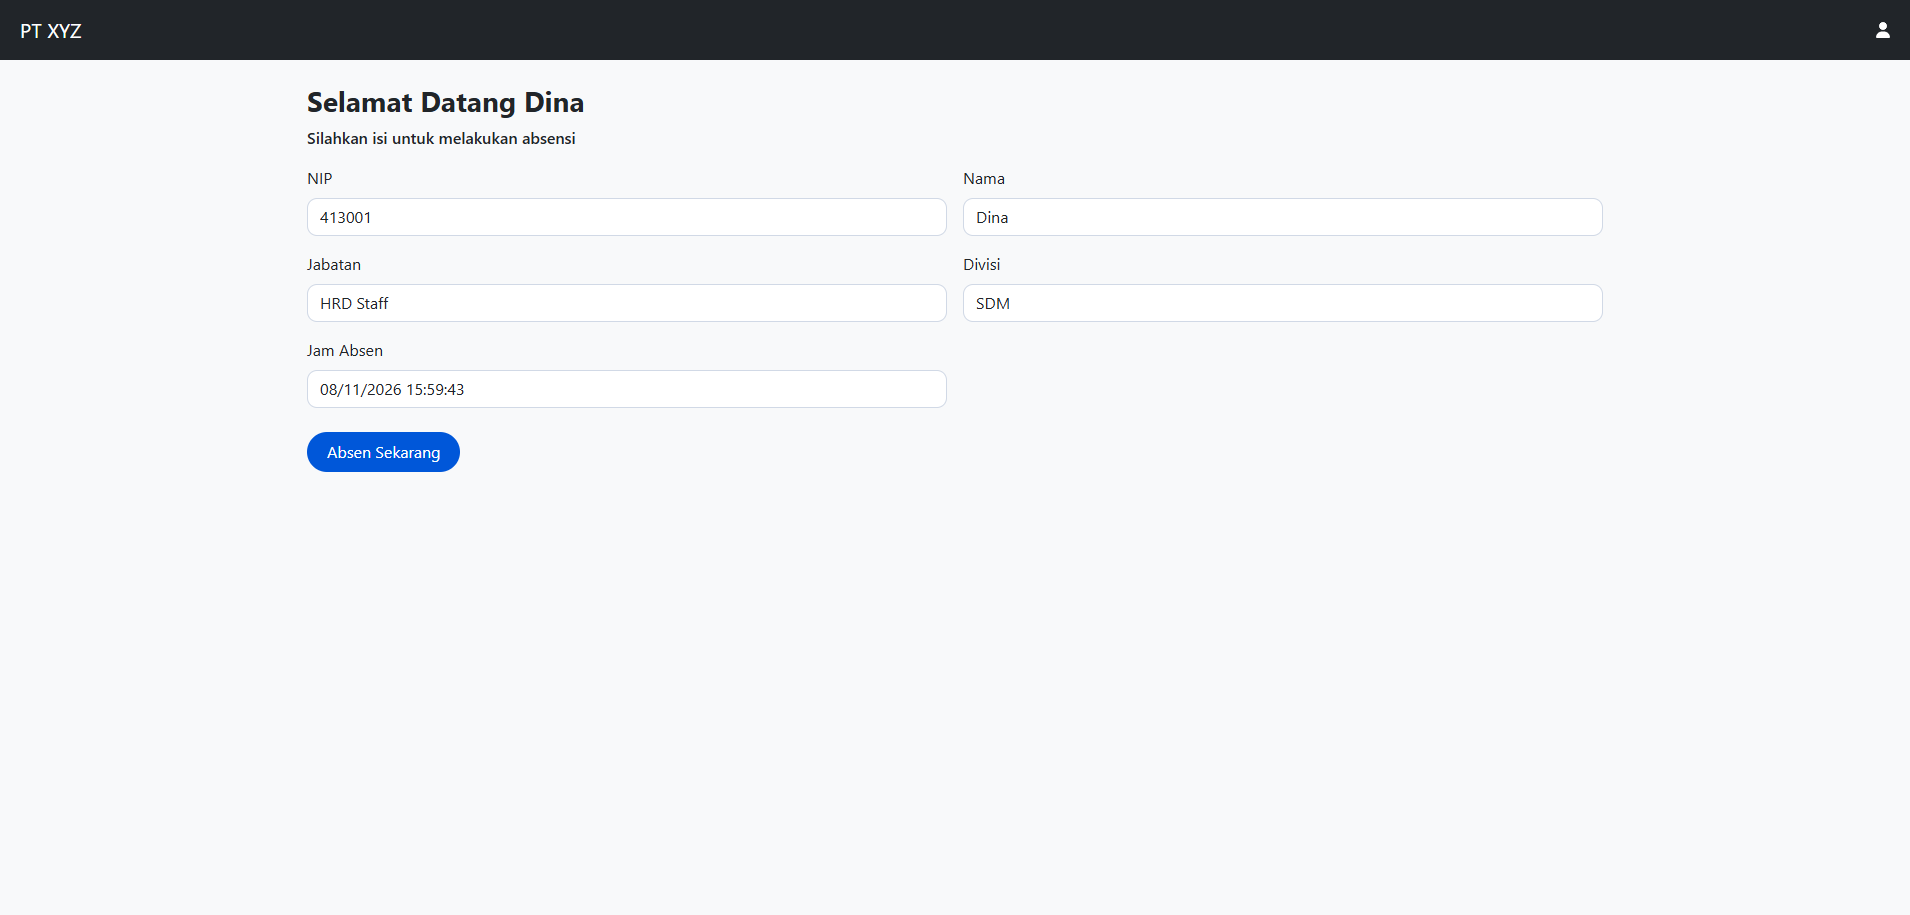 PT XYZ
Selamat Datang Dina
Silahkan isi untuk melakukan absensi
NIP
Nama
413001
Dina
Jabatan
Divisi
HRD Staff
SDM
Jam Absen
08/11/2026 15:59:43
Absen Sekarang